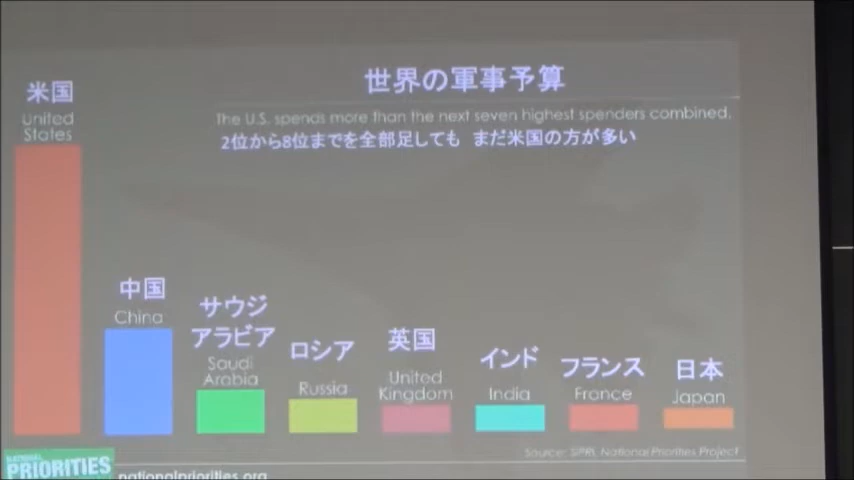 世界の軍事予算
The U.S. spends more than the next seven highest spenders combined.
2位から8位までを全部足しても まだ米国の方が多い
米国
United
States
中国
China
サウジ
アラビア
Saudi
Arabia
ロシア
Russia
英国
United
Kingdom
インド
India
フランス
France
日本
Japan
Source: SIPRI, National Priorities Project
NATIONAL
PRIORITIES
nationalpriorities.org